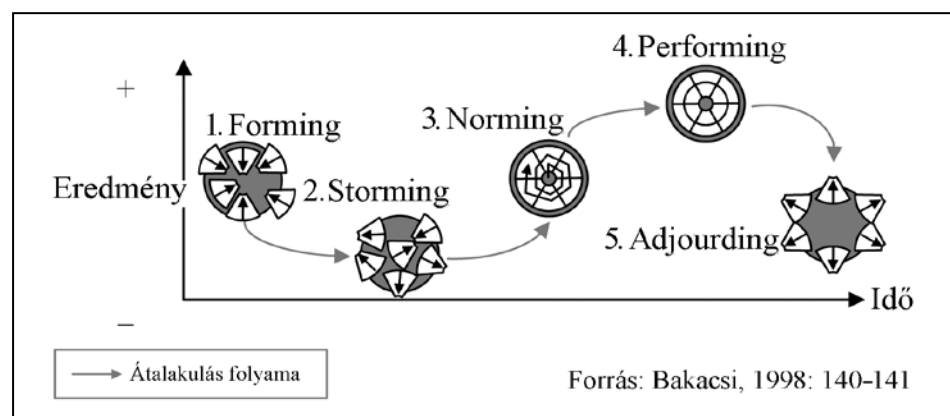 4. Performing
+
1. Forming
3. Norming
Eredmény
2. Storming
5. Adjourding
Idő
−
Átalakulás folyama
Forrás: Bakacsi, 1998: 140-141